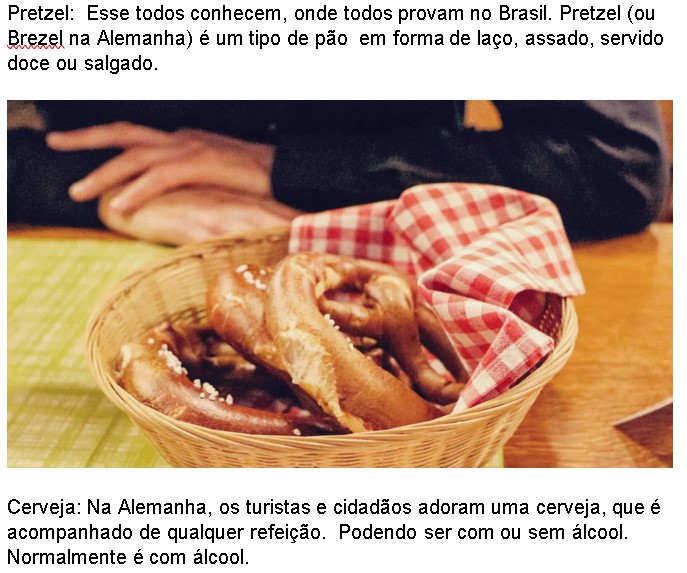 Pretzel:  Esse todos conhecem, onde todos provam no Brasil. Pretzel (ou
Brezel na Alemanha) é um tipo de pão  em forma de laço, assado, servido
doce ou salgado.
Cerveja: Na Alemanha, os turistas e cidadãos adoram uma cerveja, que é
acompanhado de qualquer refeição.  Podendo ser com ou sem álcool.
Normalmente é com álcool.